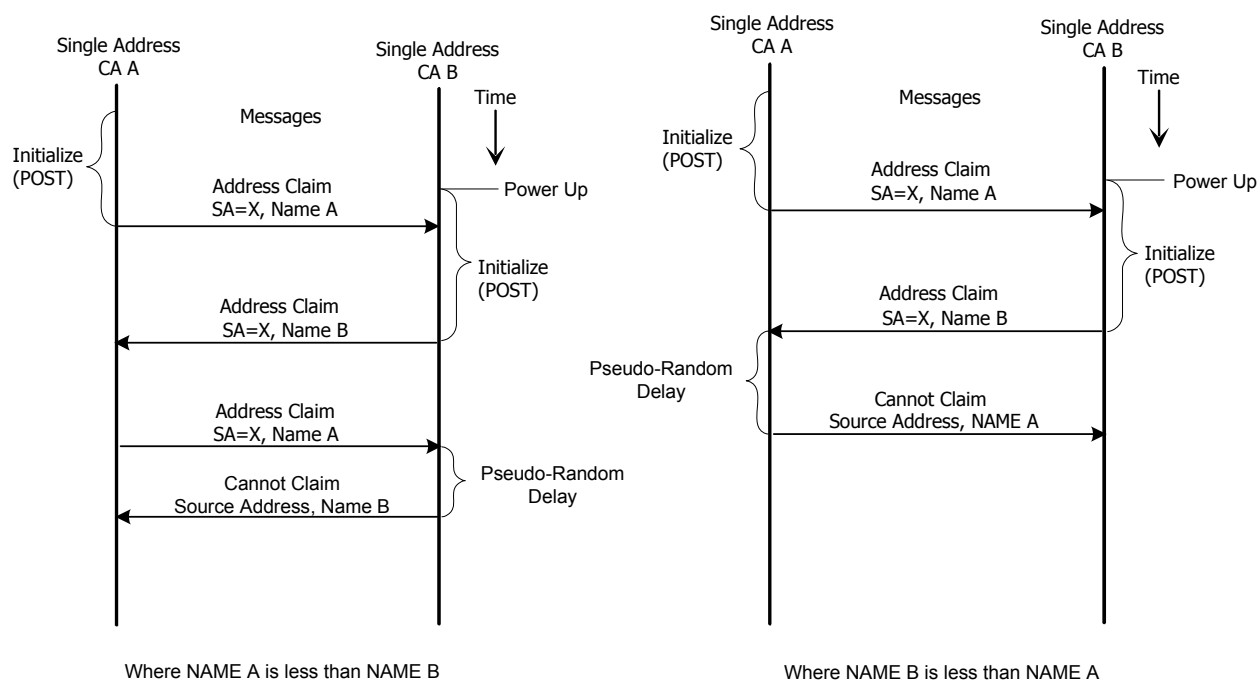 Single Address
CA A
Single Address
CA B
Time
Messages
Initialize
(POST)
Address Claim
SA=X, Name A
Power Up
Initialize
(POST)
Address Claim
SA=X, Name B
Address Claim
SA=X, Name A
Pseudo-Random
Delay
Cannot Claim
Source Address, Name B
Where NAME A is less than NAME B
Single Address
CA A
Single Address
CA B
Time
Messages
Initialize
(POST)
Address Claim
SA=X, Name A
Power Up
Initialize
(POST)
Address Claim
SA=X, Name B
Pseudo-Random
Delay
Cannot Claim
Source Address, NAME A
Where NAME B is less than NAME A